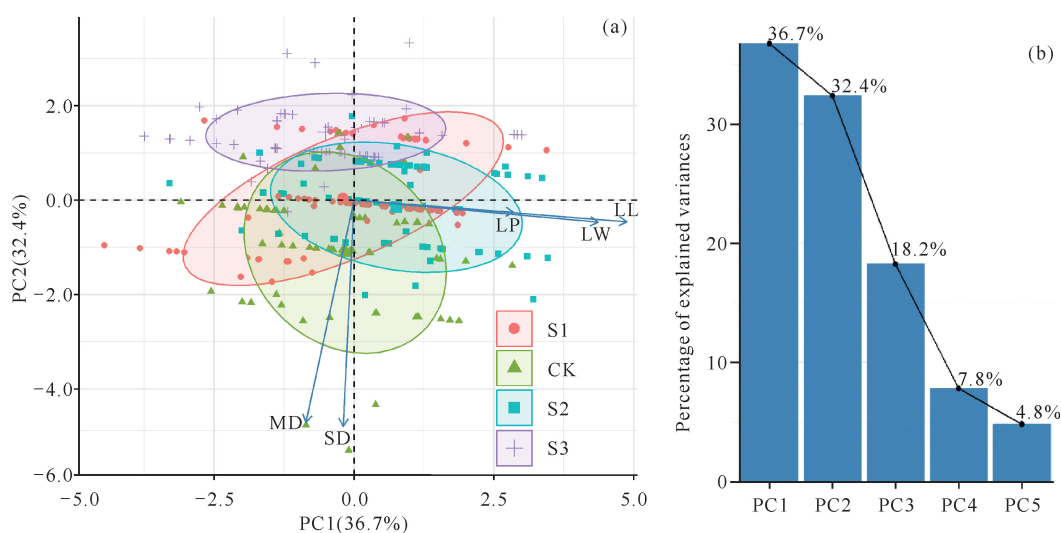 (a)
PC2(32.4%)
2.0
0.0
−2.0
−4.0
−6.0
LL
LP
LW
MD
SD
S1
CK
S2
S3
−5.0
−2.5
0.0
2.5
5.0
PC1(36.7%)
(b)
Percentage of explained variances
30
20
10
0
36.7%
32.4%
18.2%
7.8%
4.8%
PC1
PC2
PC3
PC4
PC5